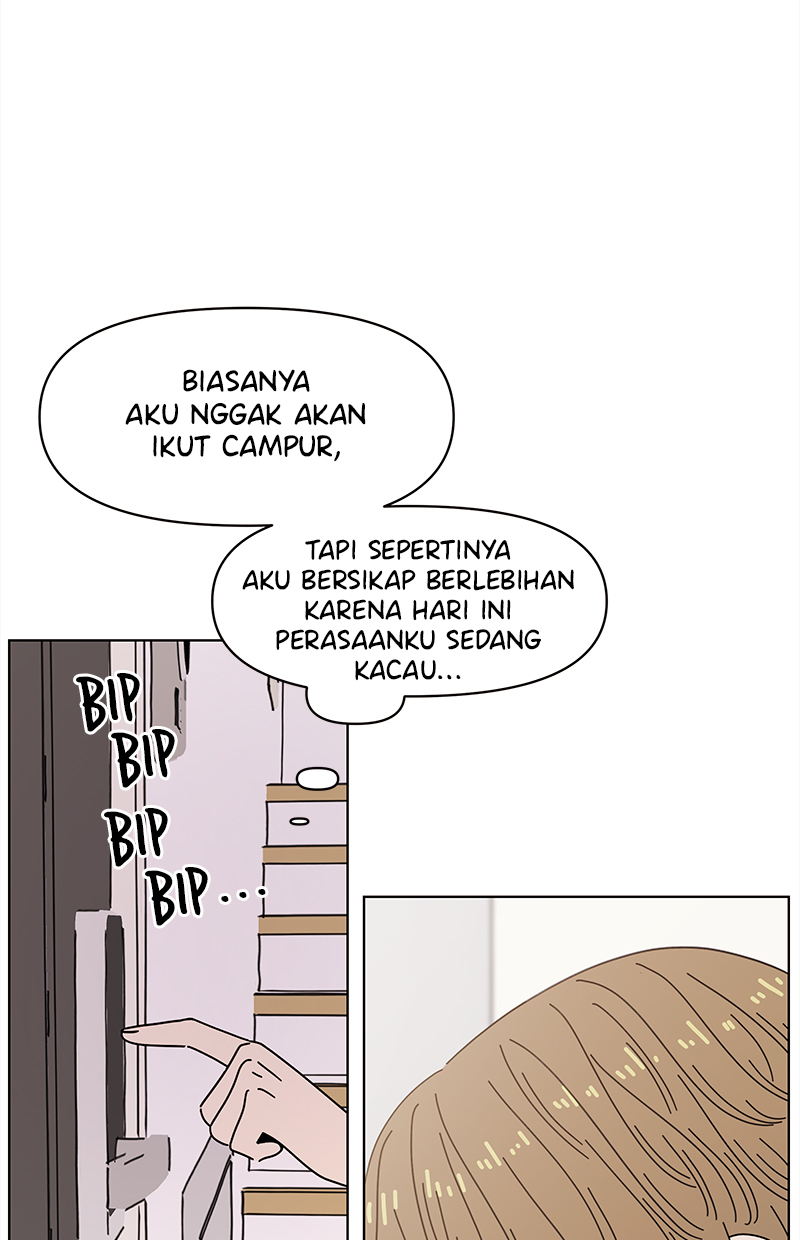 BIASANYA
AKU NGGAK AKAN
IKUT CAMPUR,
TAPI SEPERTINYA
AKU BERSIKAP BERLEBIHAN
KARENA HARI INI
PERASAANKU SEDANG
KACAU...
BIP
BIP
BIP
BIP...